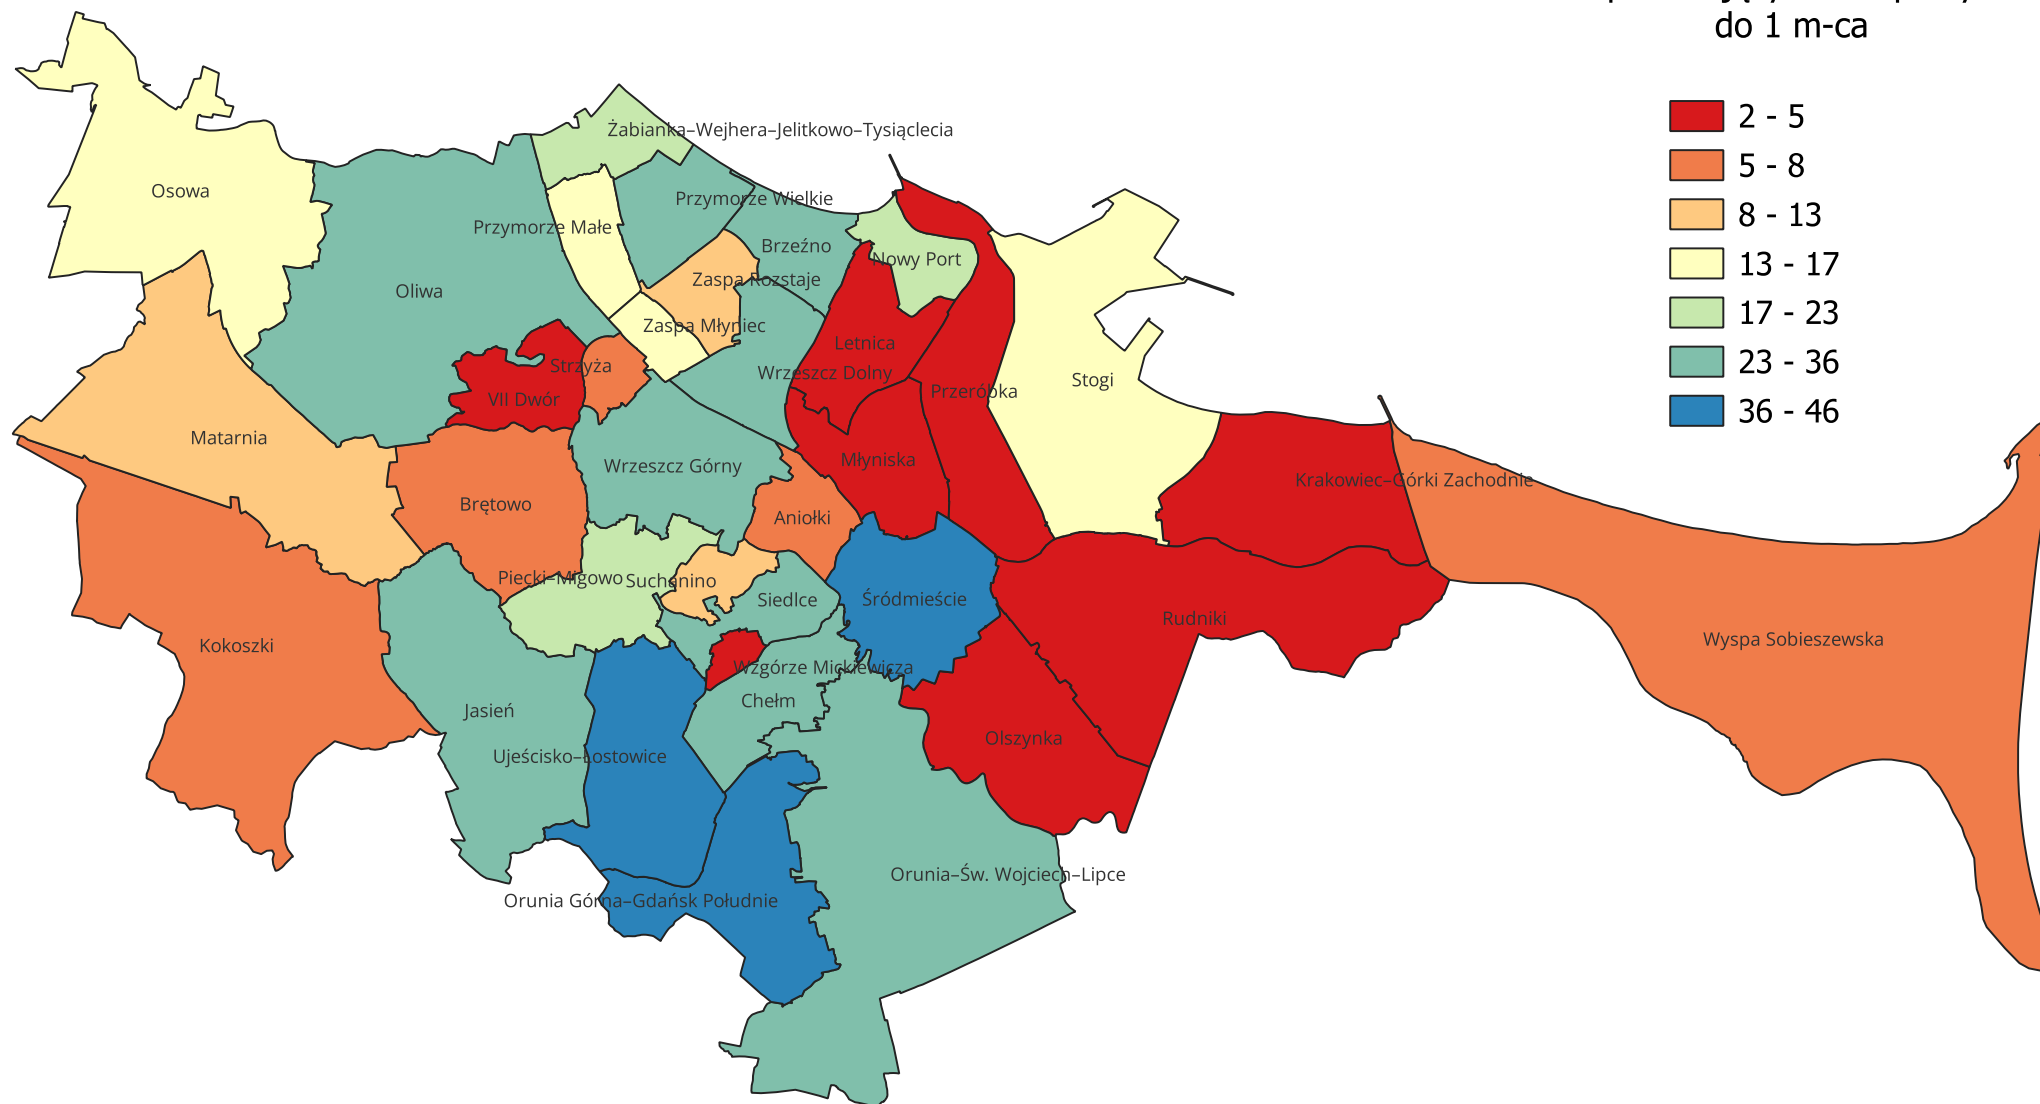 do 1 m-ca
2 - 5
5 - 8
8 - 13
13 - 17
17 - 23
23 - 36
36 - 46
Żabianka–Wejhera–Jelitkowo–Tysiąclecia
Osowa
Przymorze Wielkie
Przymorze Małe
Brzeźno
Nowy Port
Zaspa Rozstaje
Oliwa
Zaspa Młyniec
Letnica
Strzyża
Wrzeszcz Dolny
Stogi
Przeróbka
VII Dwór
Matarnia
Młyniska
Wrzeszcz Górny
Krakowiec–Górki Zachodnie
Brętowo
Aniołki
Piecki–Migowo
Suchanino
Siedlce
Śródmieście
Rudniki
Wyspa Sobieszewska
Kokoszki
Wzgórze Mickiewicza
Chełm
Jasień
Olszynka
Ujeścisko–Łostowice
Orunia–Św. Wojciech–Lipce
Orunia Górna–Gdańsk Południe